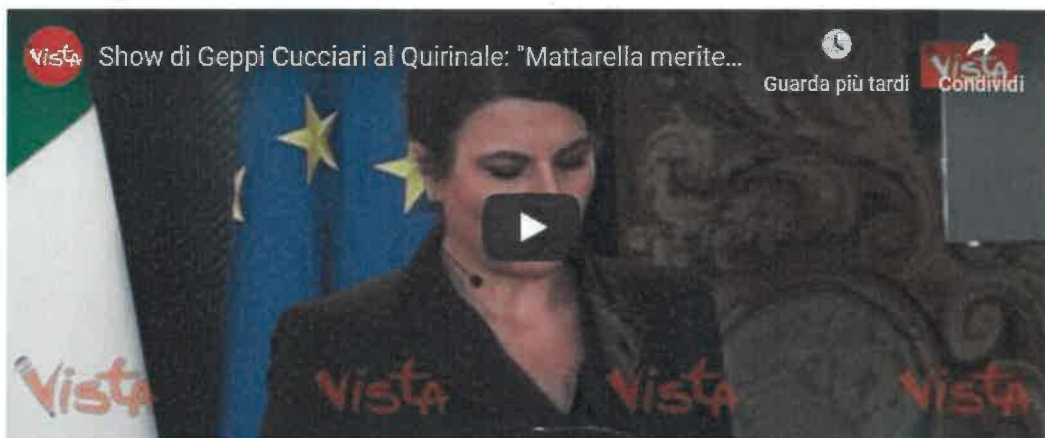 Vista Show di Geppi Cucciari al Quirinale: "Mattarella merite...
Guarda più tardi
Vista
Condividi
Vista Vista Vista Vista